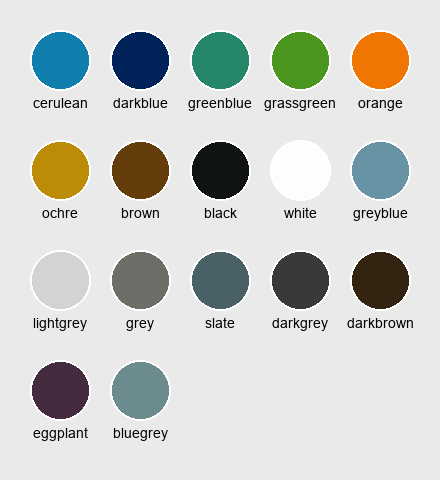 cerulean darkblue greenblue grassgreen orange
ochre brown black white greyblue
lightgrey grey slate darkgrey darkbrown
eggplant bluegrey